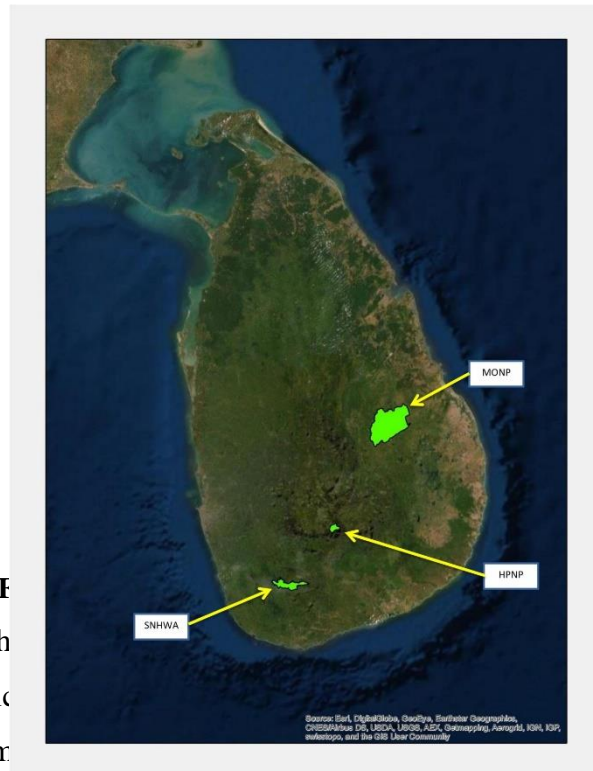 MONP
HPNP
SNHWA
Source: Esri, DigitalGlobe, GeoEye, Earthstar Geographics,
CNES/Airbus DS, USDA, USGS, AEX, Getmapping, Aerogrid, IGN, IGP,
swisstopo, and the GIS User Community